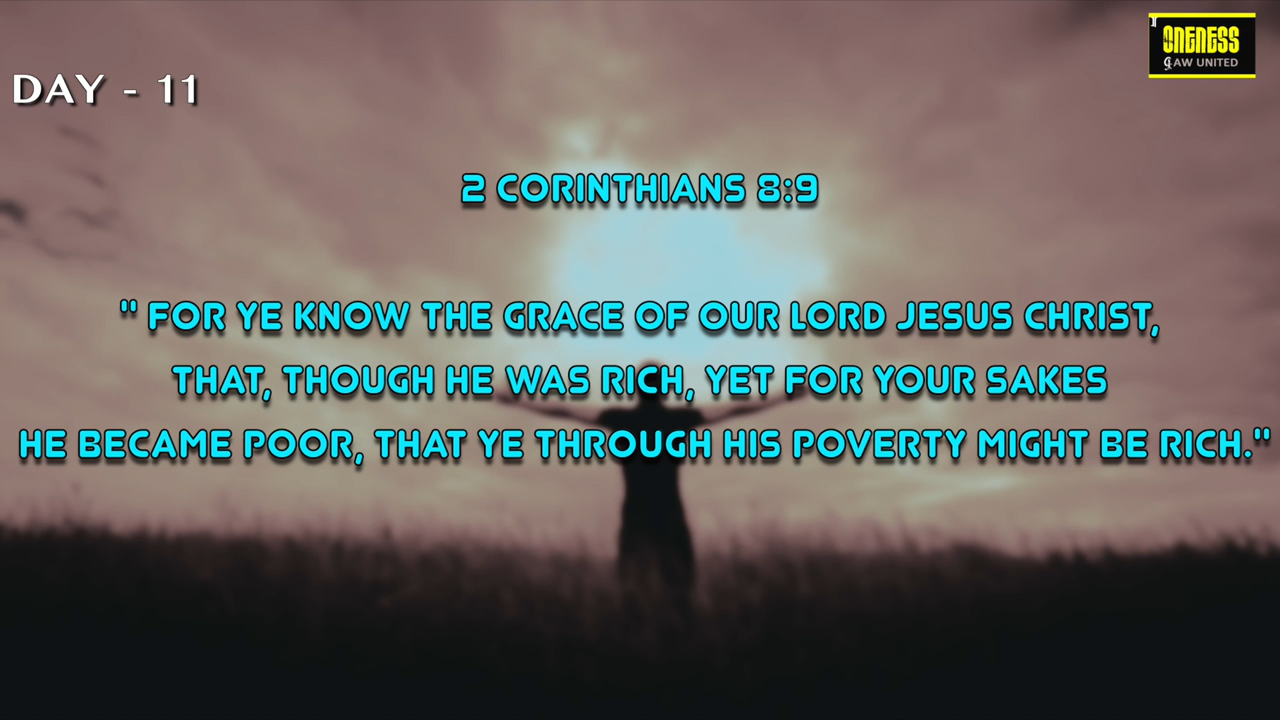 ONENESS
LAW UNITED
DAY - 11
2 CORINTHIANS 8:9
" FOR YE KNOW THE GRACE OF OUR LORD JESUS CHRIST,
THAT, THOUGH HE WAS RICH, YET FOR YOUR SAKES
HE BECAME POOR, THAT YE THROUGH HIS POVERTY MIGHT BE RICH."